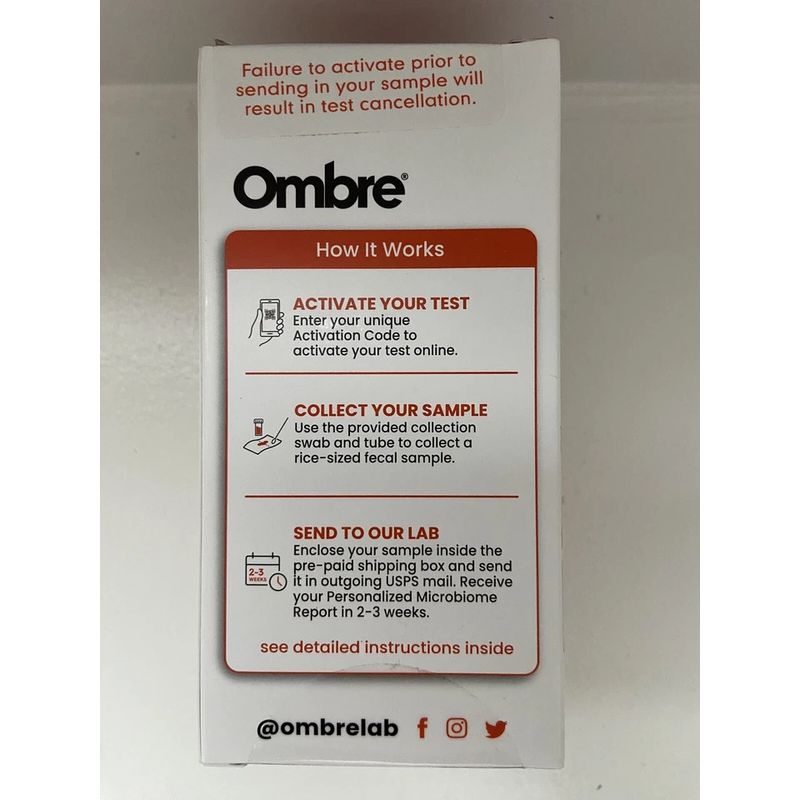 Failure to activate prior to
sending in your sample will
result in test cancellation.
Ombre®
How It Works
ACTIVATE YOUR TEST
Enter your unique
Activation Code to
activate your test online.
COLLECT YOUR SAMPLE
Use the provided collection
swab and tube to collect a
rice-sized fecal sample.
SEND TO OUR LAB
Enclose your sample inside the
pre-paid shipping box and send
it in outgoing USPS mail. Receive
your Personalized Microbiome
Report in 2-3 weeks.
2-3
WEEKS
see detailed instructions inside
@ombrelab